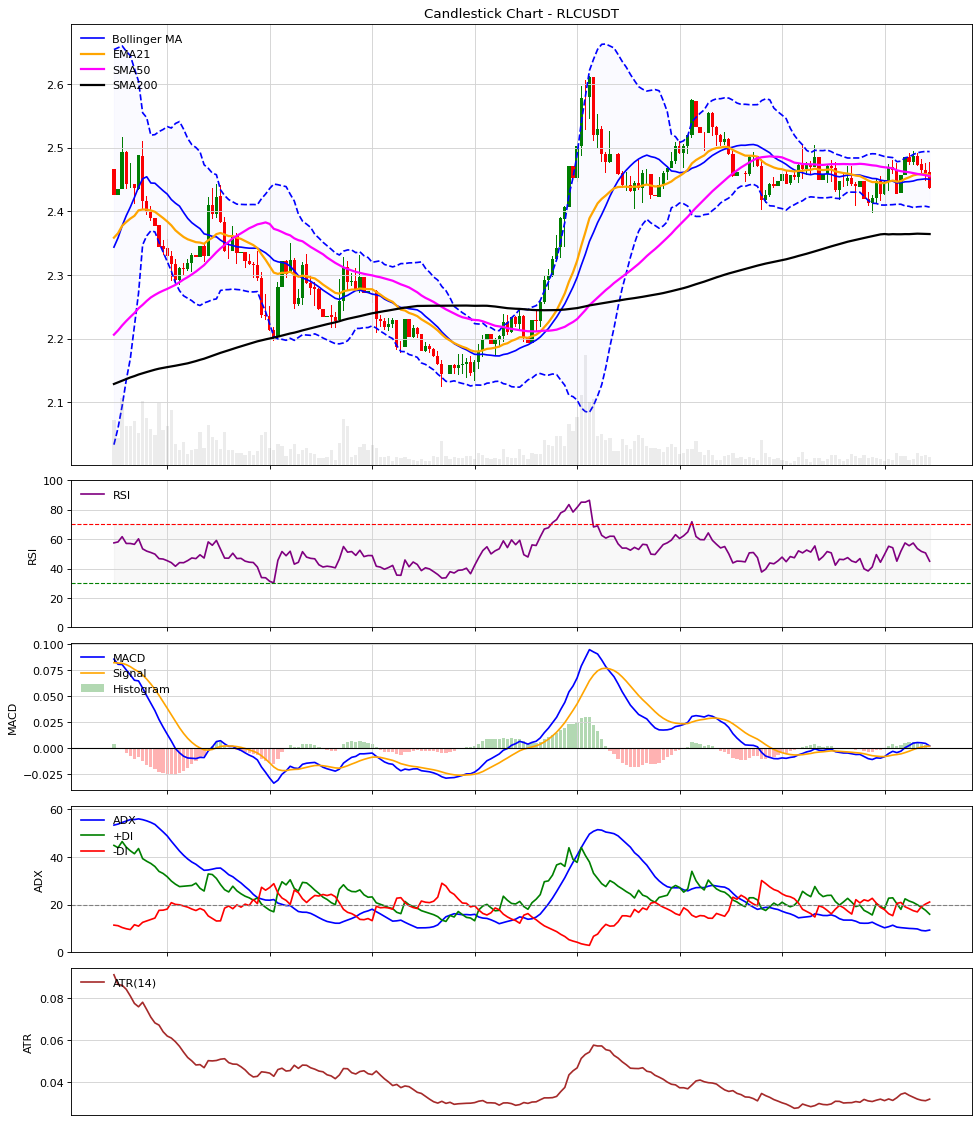 Candlestick Chart - RLCUSDT
Bollinger MA
EMA21
SMA50
SMA200
2.6
2.5
2.4
2.3
2.2
2.1
RSI
100
80
60
40
20
0
RSI
MACD
Signal
Histogram
0.100
0.075
0.050
0.025
0.000
−0.025
MACD
ADX
+DI
-DI
60
40
20
0
ADX
ATR(14)
0.08
0.06
0.04
ATR